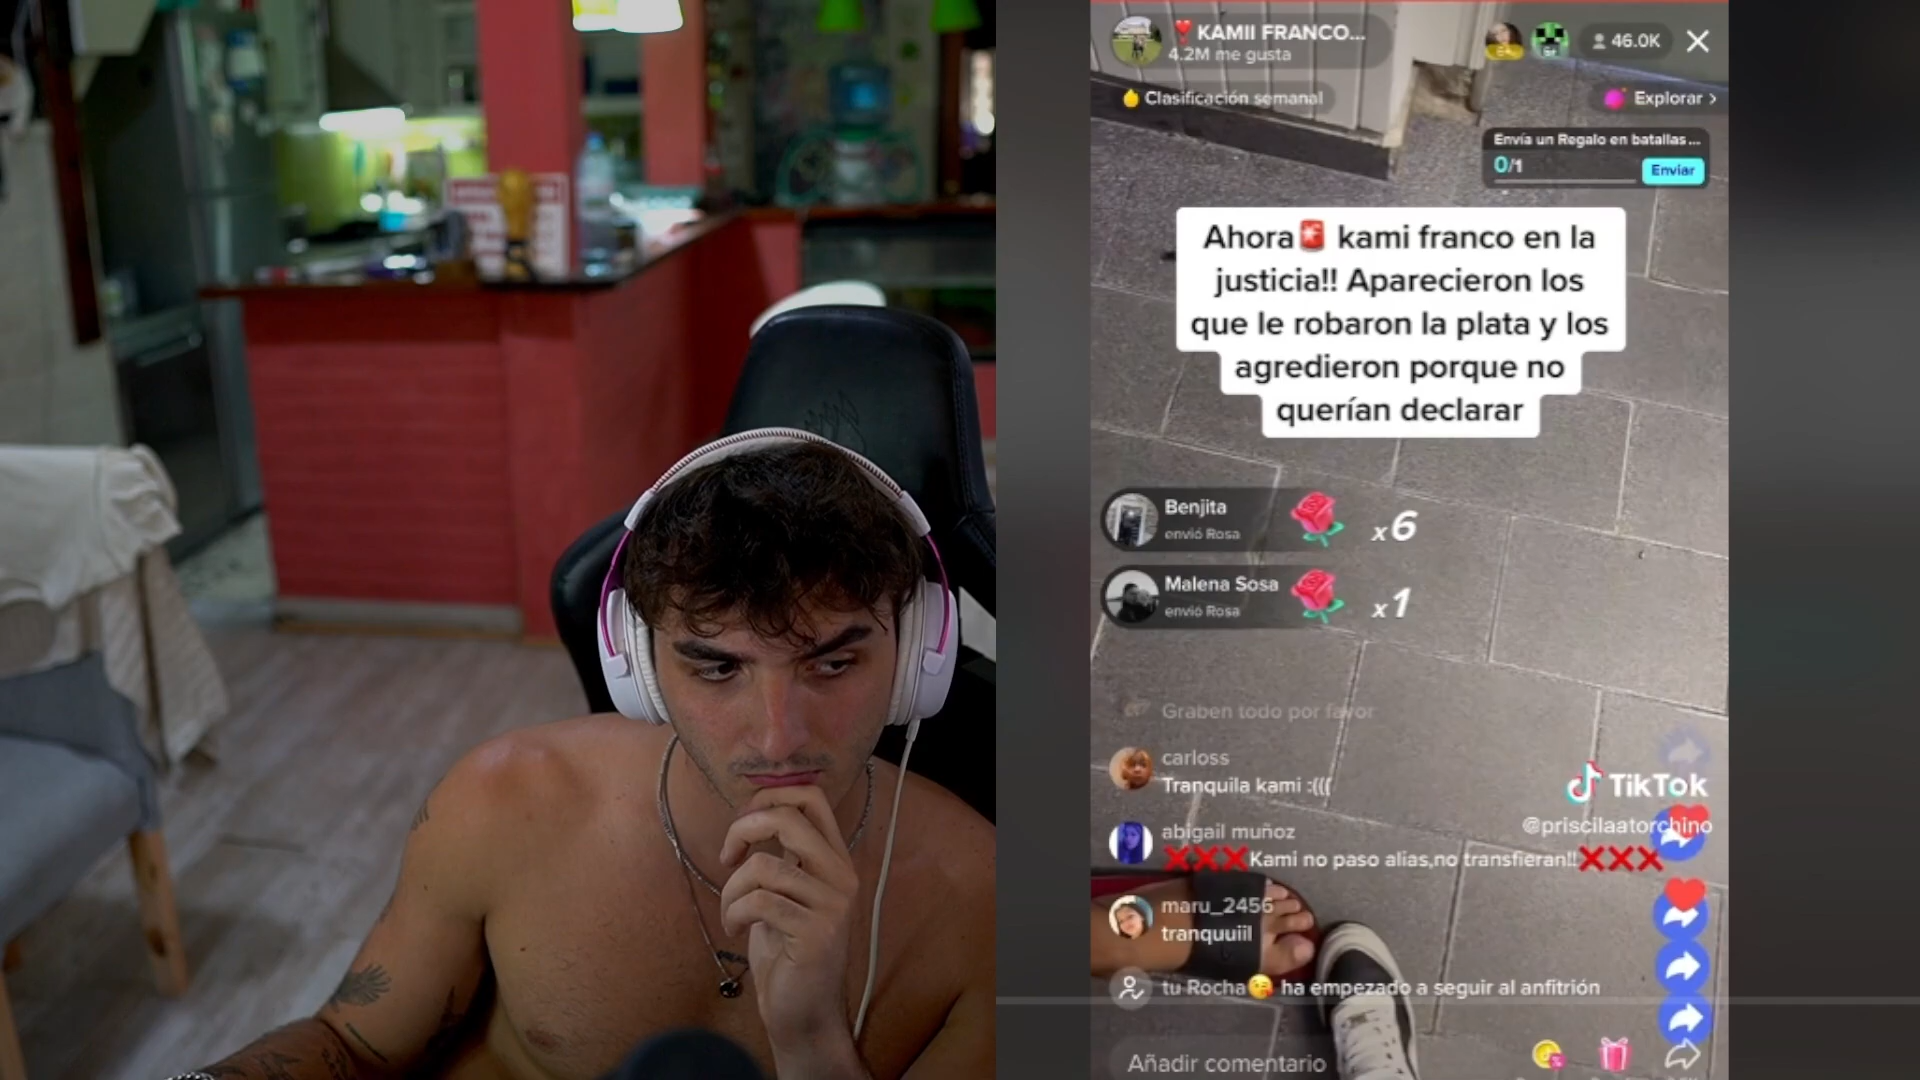 KAMII FRANCO...
4.2M me gusta
46.0K
Clasificación semanal
Explorar
Envía un Regalo en batallas...
0/1
Enviar
Ahora🚨 kami franco en la
justicia!! Aparecieron los
que le robaron la plata y los
agredieron porque no
querían declarar
Benjita
envió Rosa
x6
Malena Sosa
envió Rosa
x1
Graben todo por favor
carloss
Tranquila kami :(((
TikTok
@priscilaatorchino
abigail muñoz
❌❌❌Kami no paso alias,no transfieran!!❌❌❌
maru_2456
tranquuiil
tu Rocha😘 ha empezado a seguir al anfitrión
Añadir comentario